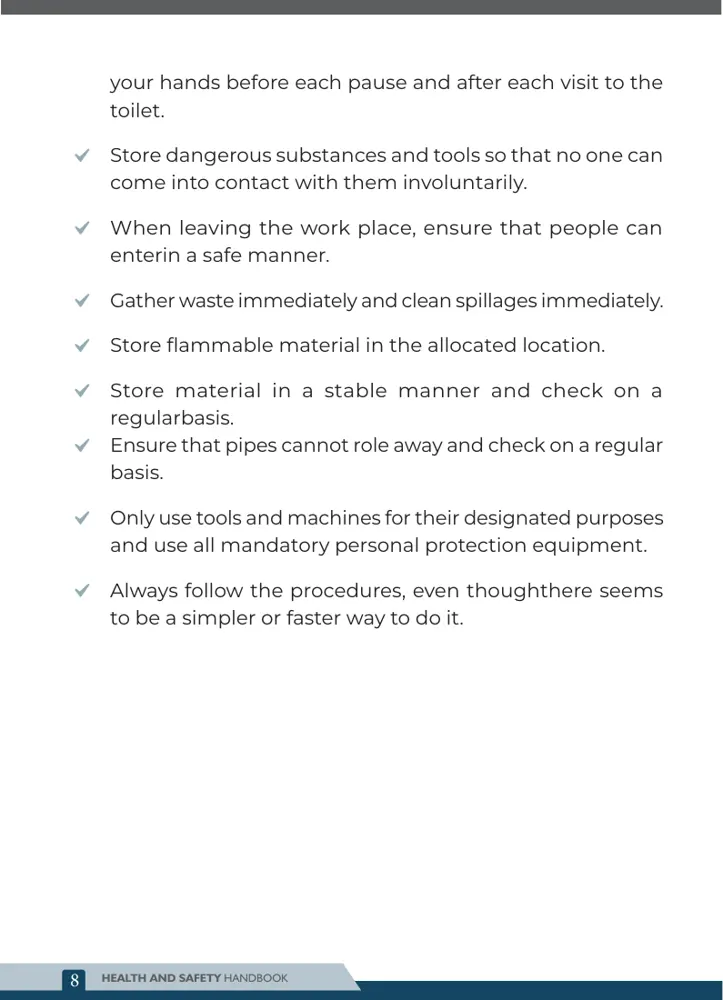 your hands before each pause and after each visit to the
toilet.
Store dangerous substances and tools so that no one can
come into contact with them involuntarily.
When leaving the work place, ensure that people can
enterin a safe manner.
Gather waste immediately and clean spillages immediately.
Store flammable material in the allocated location.
Store material in a stable manner and check on a
regularbasis.
Ensure that pipes cannot role away and check on a regular
basis.
Only use tools and machines for their designated purposes
and use all mandatory personal protection equipment.
Always follow the procedures, even thoughthere seems
to be a simpler or faster way to do it.
8 HEALTH AND SAFETY HANDBOOK